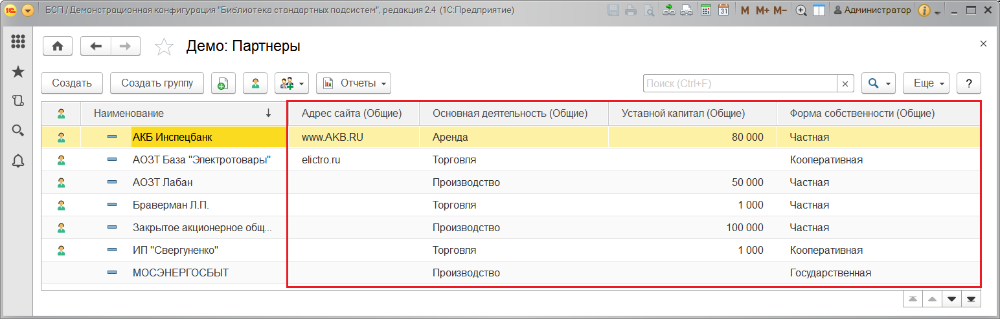 БСП / Демонстрационная конфигурация "Библиотека стандартных подсистем", редакция 2.4 (1С:Предприятие) 31 M M+ M− Администратор
Демо: Партнеры
Создать Создать группу Отчеты Поиск (Ctrl+F) × Еще ?
Наименование ↓ Адрес сайта (Общие) Основная деятельность (Общие) Уставной капитал (Общие) Форма собственности (Общие)
АКБ Инспецбанк www.AKB.RU Аренда 80 000 Частная
АОЗТ База "Электротовары" elictro.ru Торговля Кооперативная
АОЗТ Лабан Производство 50 000 Частная
Браверман Л.П. Торговля 1 000 Частная
Закрытое акционерное общ... Производство 100 000 Частная
ИП "Свергуненко" Торговля 1 000 Кооперативная
МОСЭНЕРГОСБЫТ Производство Государственная